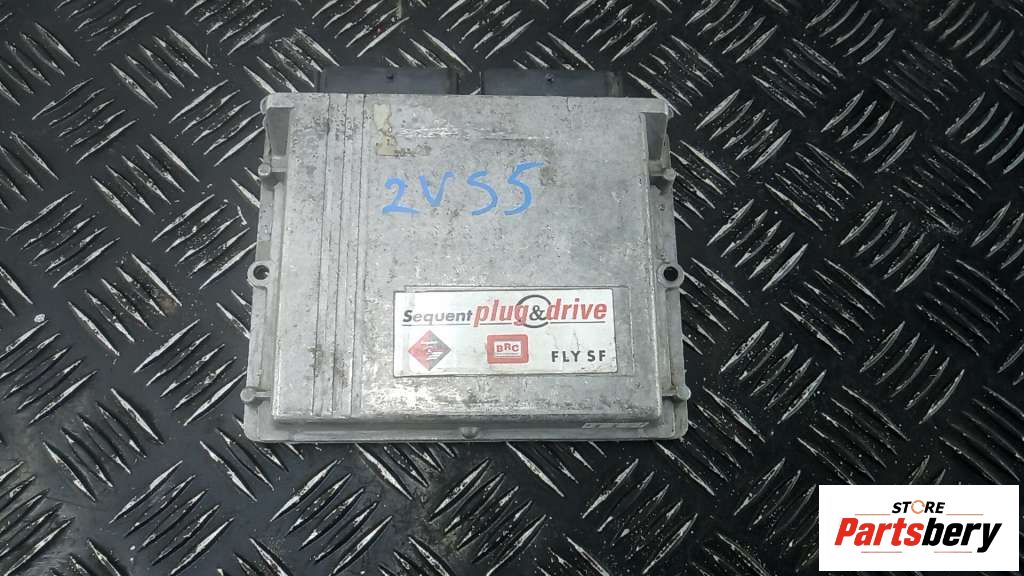 2VS5
Sequent plug&drive
BRC FLY SF
STORE
Partsbery